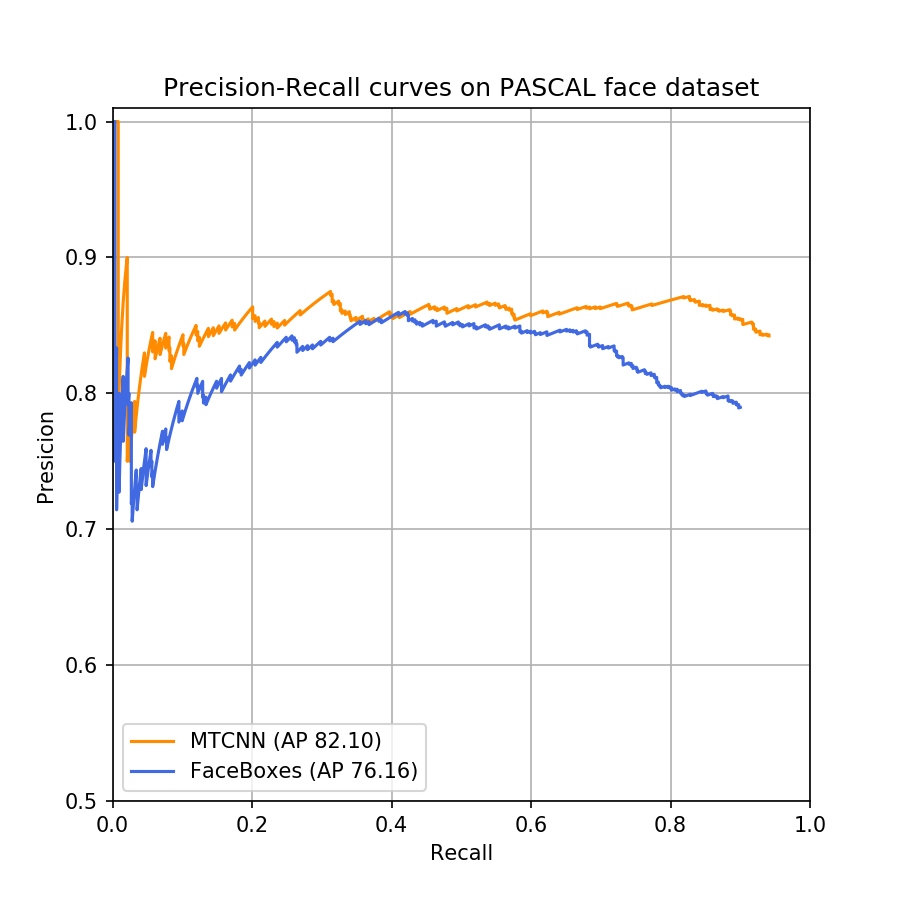 Precision-Recall curves on PASCAL face dataset
1.0
0.9
0.8
0.7
0.6
0.5
Presicion
MTCNN (AP 82.10)
FaceBoxes (AP 76.16)
0.0 0.2 0.4 0.6 0.8 1.0
Recall